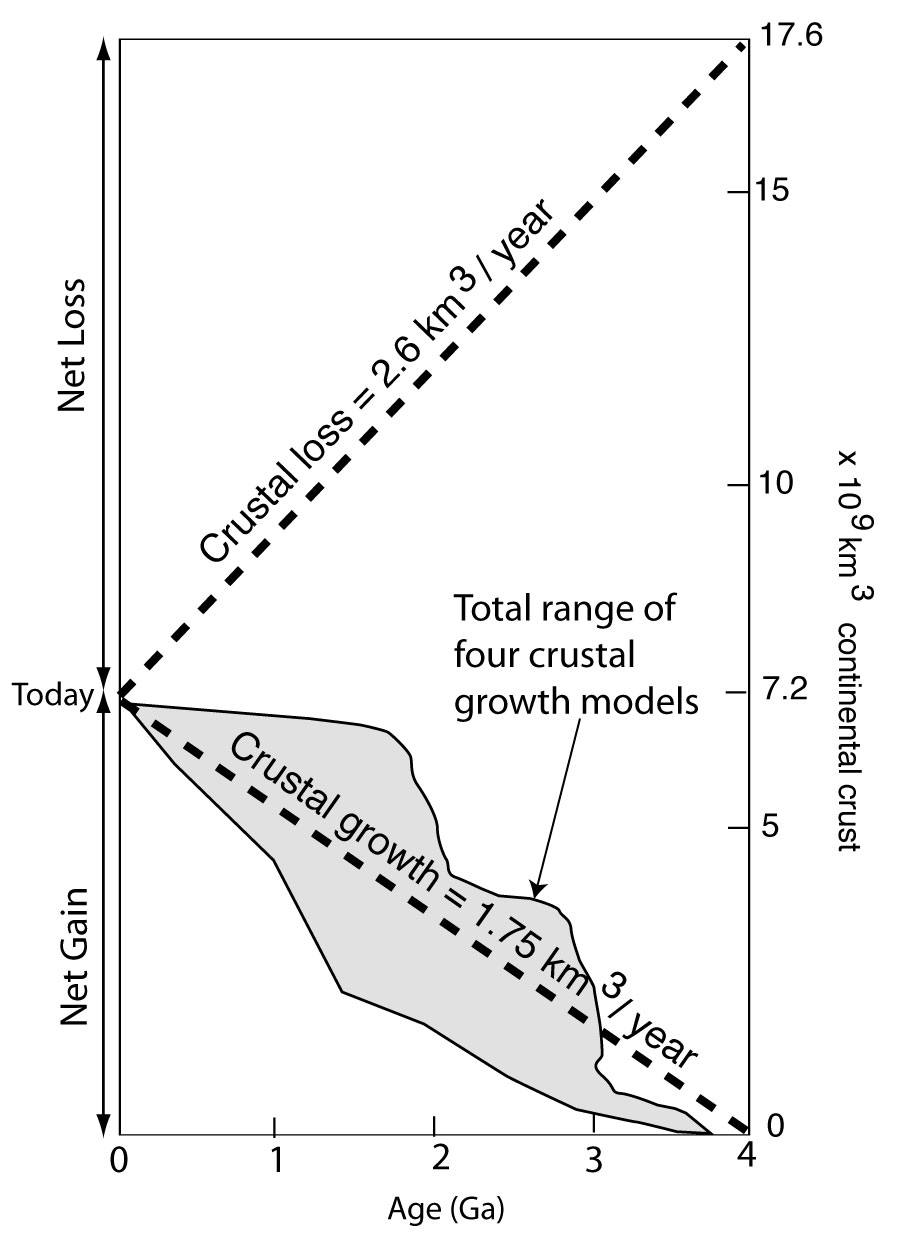 17.6
15
Net Loss
Crustal loss = 2.6 km3 / year
10
x 10 9 km 3 continental crust
Total range of
four crustal
growth models
Today
7.2
Crustal growth = 1.75 km 3/ year
5
Net Gain
0
0 1 2 3 4
Age (Ga)